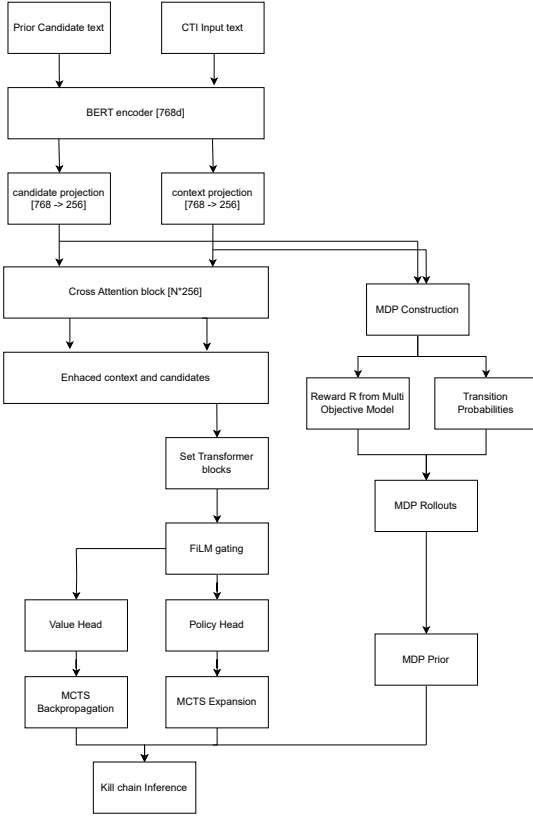 Prior Candidate text
CTI Input text
BERT encoder [768d]
candidate projection
[768 -> 256]
context projection
[768 -> 256]
Cross Attention block [N*256]
MDP Construction
Enhaced context and candidates
Reward R from Multi
Objective Model
Transition
Probabilities
Set Transformer
blocks
MDP Rollouts
FiLM gating
Value Head
Policy Head
MDP Prior
MCTS
Backpropagation
MCTS Expansion
Kill chain Inference